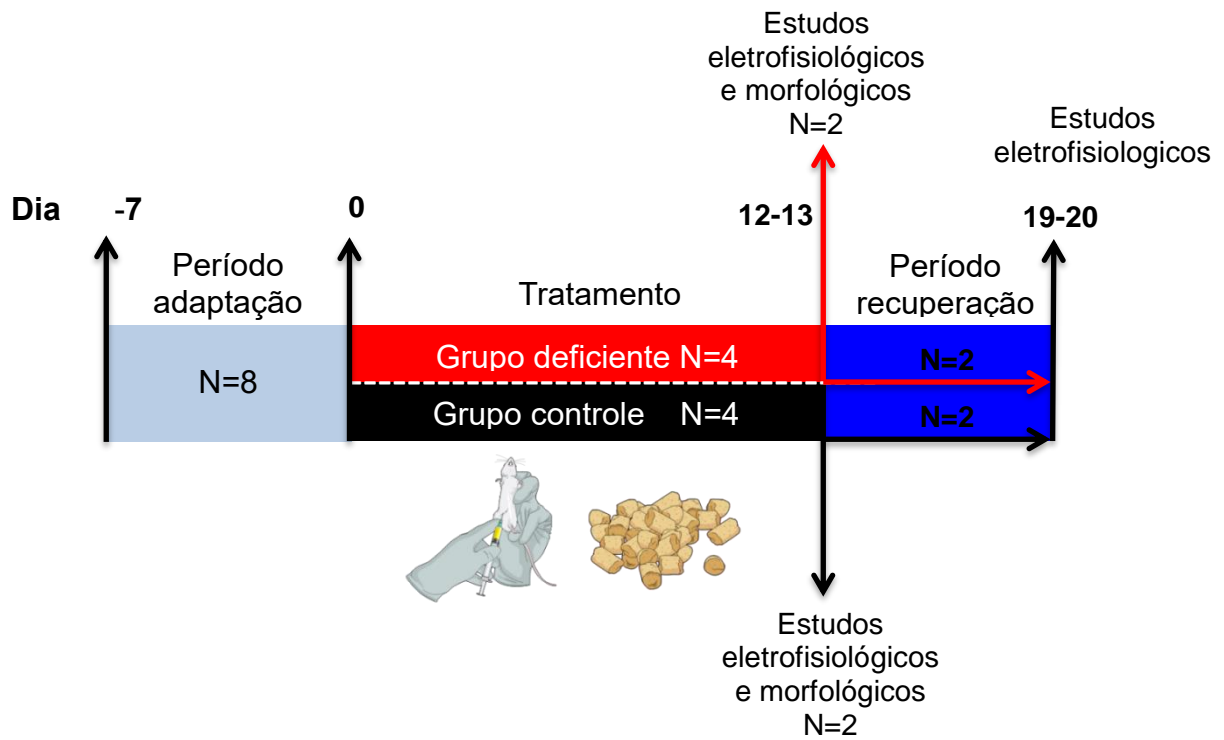 Estudos
eletrofisiológicos
e morfológicos
N=2
Estudos
eletrofisiologicos
Dia -7 0 12-13 19-20
Período
adaptação
Tratamento
Período
recuperação
N=8
Grupo deficiente N=4
N=2
Grupo controle N=4
N=2
Estudos
eletrofisiológicos
e morfológicos
N=2